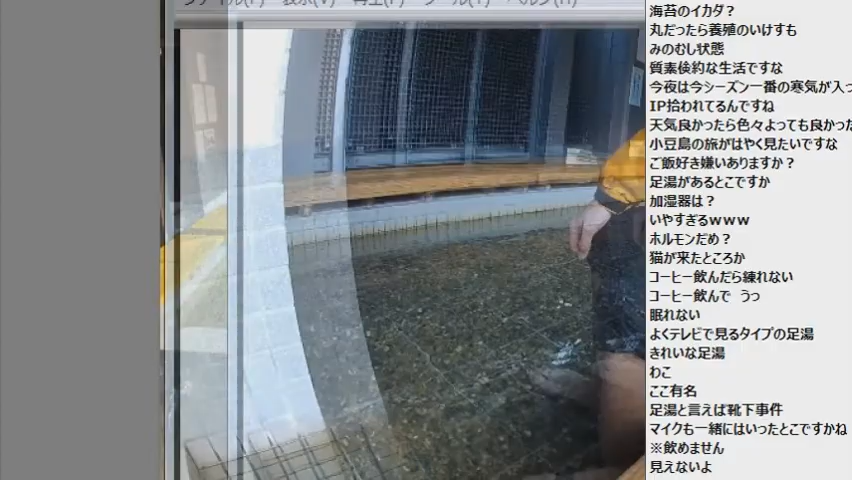 海苔のイカダ？
丸だったら養殖のいけすも
みのむし状態
質素倹約な生活ですな
今夜は今シーズン一番の寒気が入っ
IP拾われてるんですね
天気良かったら色々よっても良かった
小豆島の旅がはやく見たいですな
ご飯好き嫌いありますか？
足湯があるとこですか
加湿器は？
いやすぎるｗｗｗ
ホルモンだめ？
猫が来たところか
コーヒー飲んだら練れない
コーヒー飲んで　うっ
眠れない
よくテレビで見るタイプの足湯
きれいな足湯
わこ
ここ有名
足湯と言えば靴下事件
マイクも一緒にはいったとこですかね
※飲めません
見えないよ